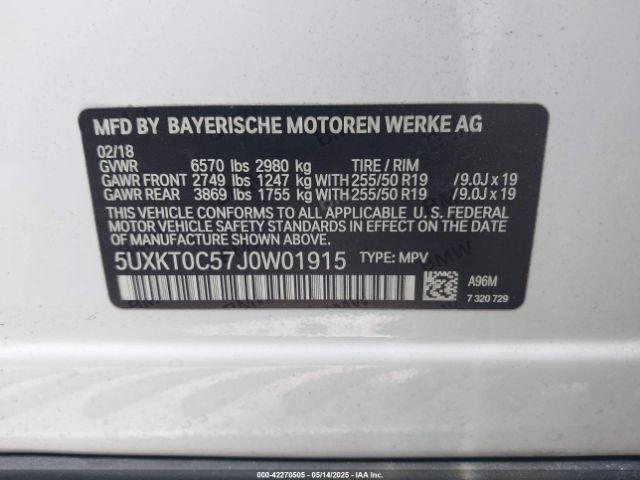 MFD BY BAYERISCHE MOTOREN WERKE AG
02/18
GVWR 6570 lbs 2980 kg TIRE / RIM
GAWR FRONT 2749 lbs 1247 kg WITH 255/50 R19 /9.0J x 19
GAWR REAR 3869 lbs 1755 kg WITH 255/50 R19 /9.0J x 19
THIS VEHICLE CONFORMS TO ALL APPLICABLE U.S. FEDERAL
MOTOR VEHICLE SAFETY STANDARDS IN EFFECT ON THE DATE
OF MANUFACTURE SHOWN ABOVE.
5UXKT0C57J0W01915 TYPE: MPV
A96M
7 320 729
000-42270505 - 05/14/2025 - IAAI.COM